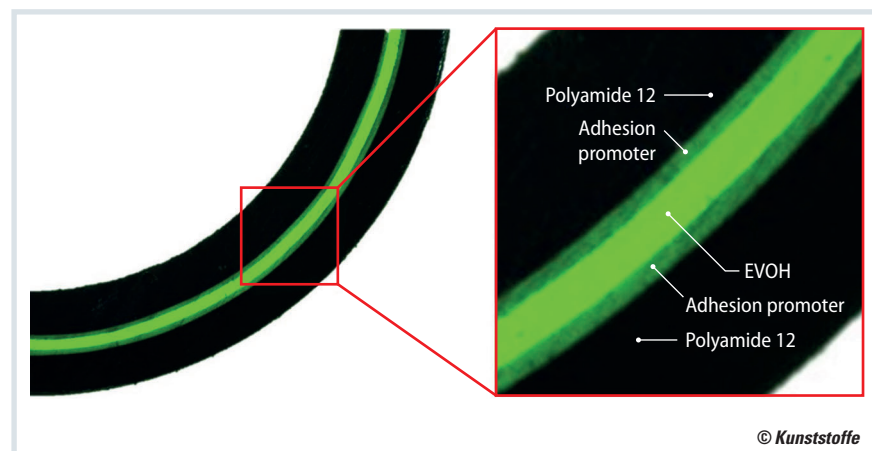 Polyamide 12
Adhesion
promoter
EVOH
Adhesion promoter
Polyamide 12
© Kunststoffe